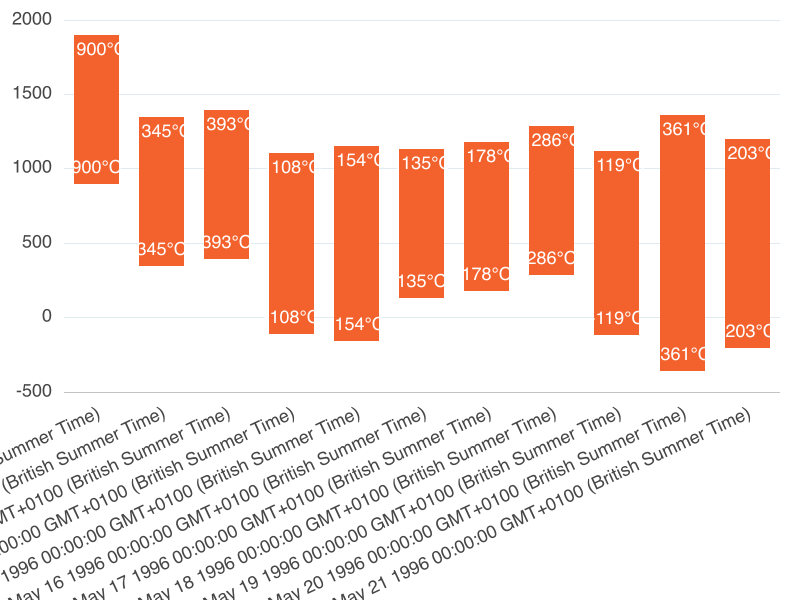 2000
1500
1000
500
0
-500
900°C
345°C
393°C
108°C
154°C
135°C
178°C
286°C
119°C
361°C
203°C
900°C
345°C
393°C
108°C
154°C
135°C
178°C
286°C
119°C
361°C
203°C
Summer Time)
(British Summer Time)
MT+0100 (British Summer Time)
00:00 GMT+0100 (British Summer Time)
1996 00:00:00 GMT+0100 (British Summer Time)
May 16 1996 00:00:00 GMT+0100 (British Summer Time)
May 17 1996 00:00:00 GMT+0100 (British Summer Time)
May 18 1996 00:00:00 GMT+0100 (British Summer Time)
May 19 1996 00:00:00 GMT+0100 (British Summer Time)
May 20 1996 00:00:00 GMT+0100 (British Summer Time)
May 21 1996 00:00:00 GMT+0100 (British Summer Time)